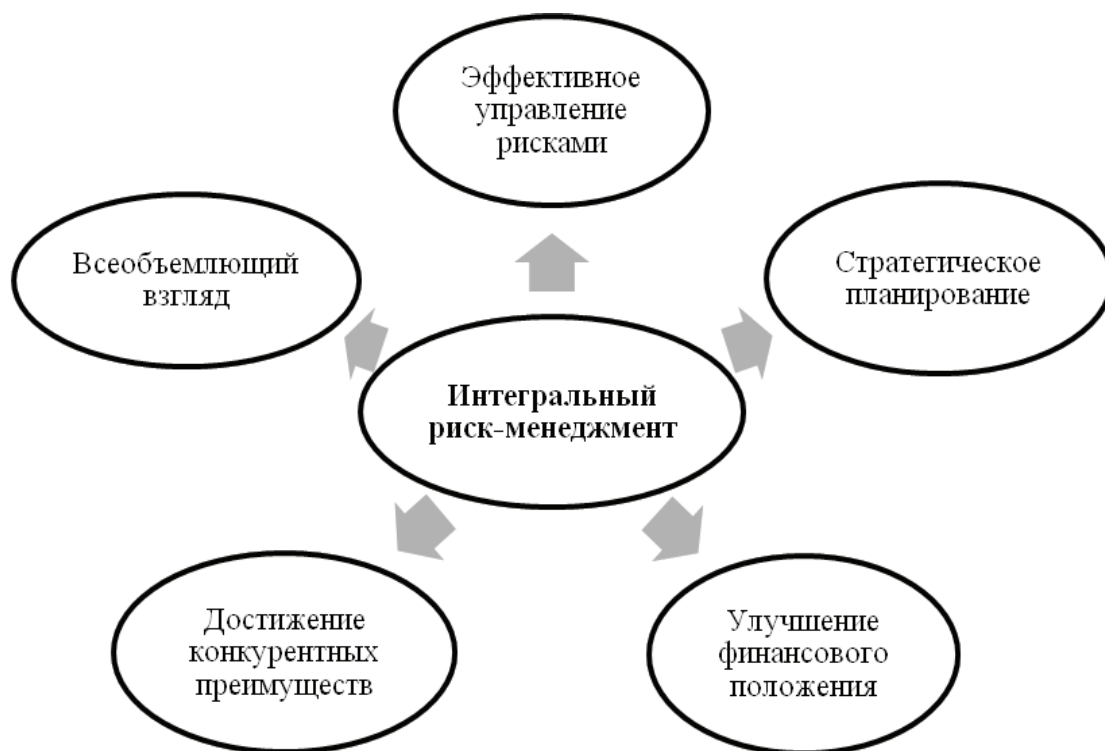 Эффективное
управление
рисками
Всеобъемлющий
взгляд
Стратегическое
планирование
Интегральный
риск-менеджмент
Достижение
конкурентных
преимуществ
Улучшение
финансового
положения